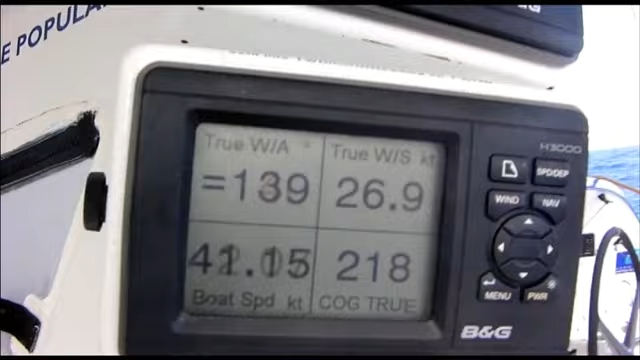 E POPULA
H3000
True W/A ° True W/S kt
=139 26.9
218
Boat Spd kt COG TRUE
SPD/DEP
WIND NAV
MENU PWR
B&G